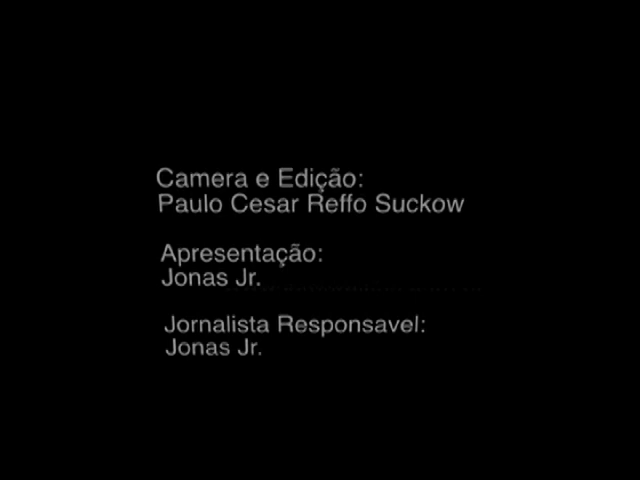 Camera e Edição:
Paulo Cesar Reffo Suckow
Apresentação:
Jonas Jr.
Jornalista Responsavel:
Jonas Jr.